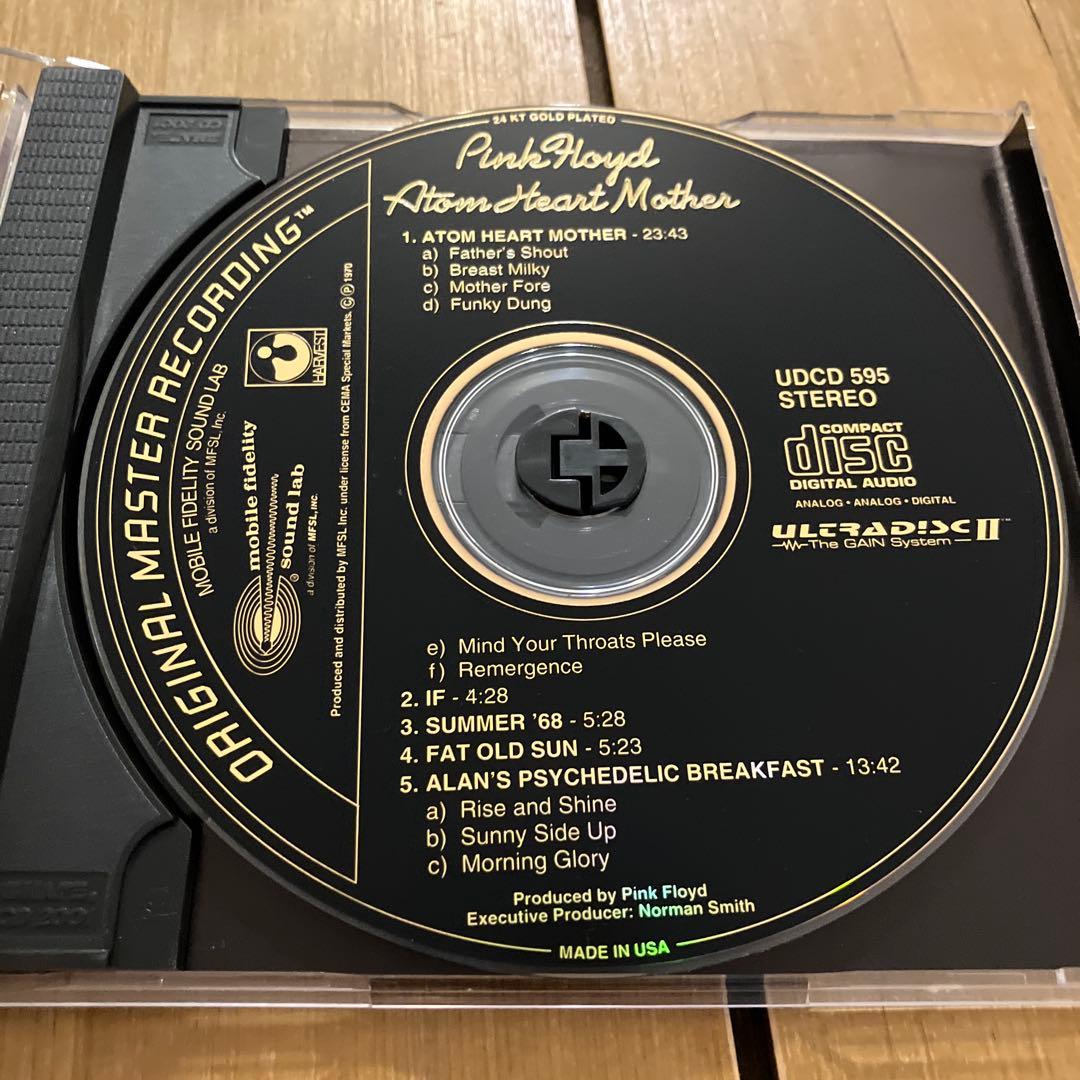 24 KT GOLD PLATED
Pink Floyd
Atom Heart Mother
1. ATOM HEART MOTHER - 23:43
a) Father's Shout
b) Breast Milky
c) Mother Fore
d) Funky Dung
e) Mind Your Throats Please
f) Remergence
2. IF - 4:28
3. SUMMER '68 - 5:28
4. FAT OLD SUN - 5:23
5. ALAN'S PSYCHEDELIC BREAKFAST - 13:42
a) Rise and Shine
b) Sunny Side Up
c) Morning Glory
Produced by Pink Floyd
Executive Producer: Norman Smith
MADE IN USA
UDCD 595
STEREO
COMPACT
disc
DIGITAL AUDIO
ANALOG • ANALOG • DIGITAL
ULTRADISC II™
The GAIN System
ORIGINAL MASTER RECORDING™
MOBILE FIDELITY SOUND LAB
a division of MFSL, Inc.
HARVEST
mobile fidelity
sound lab
®
a division of MFSL, INC.
Produced and distributed by MFSL Inc. under license from CEMA Special Markets. © ℗ 1970